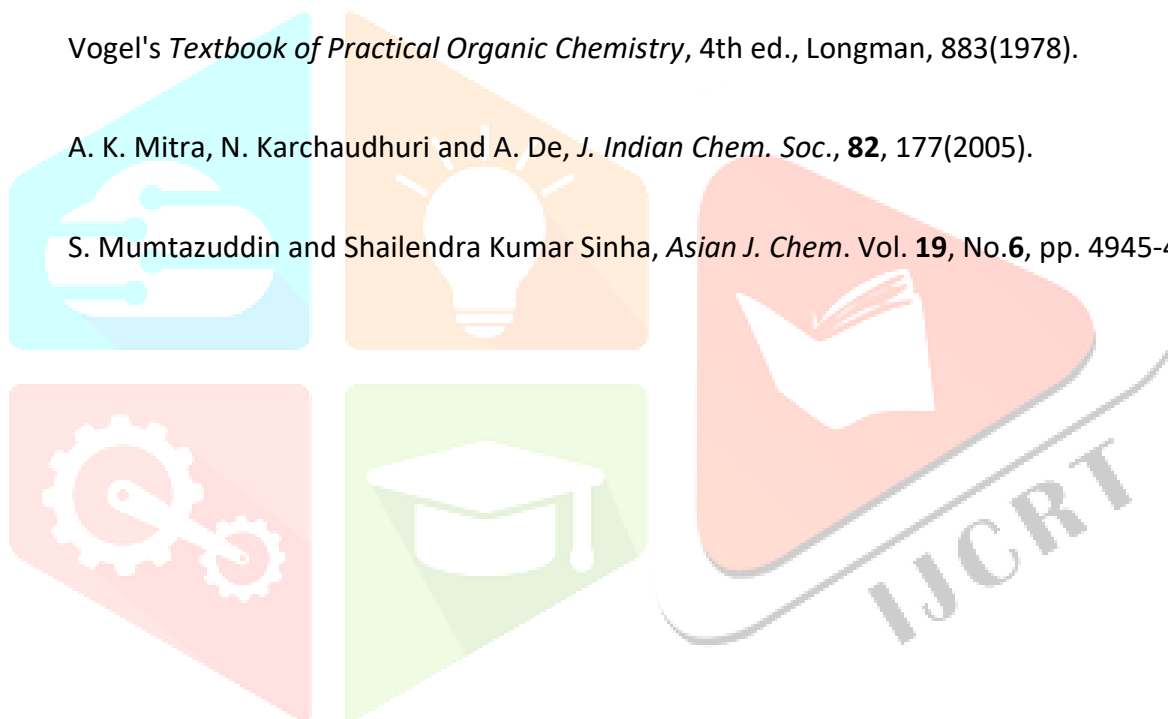 Vogel's Textbook of Practical Organic Chemistry, 4th ed., Longman, 883(1978).
A. K. Mitra, N. Karchaudhuri and A. De, J. Indian Chem. Soc., 82, 177(2005).
S. Mumtazuddin and Shailendra Kumar Sinha, Asian J. Chem. Vol. 19, No.6, pp. 4945-4
IJCRT